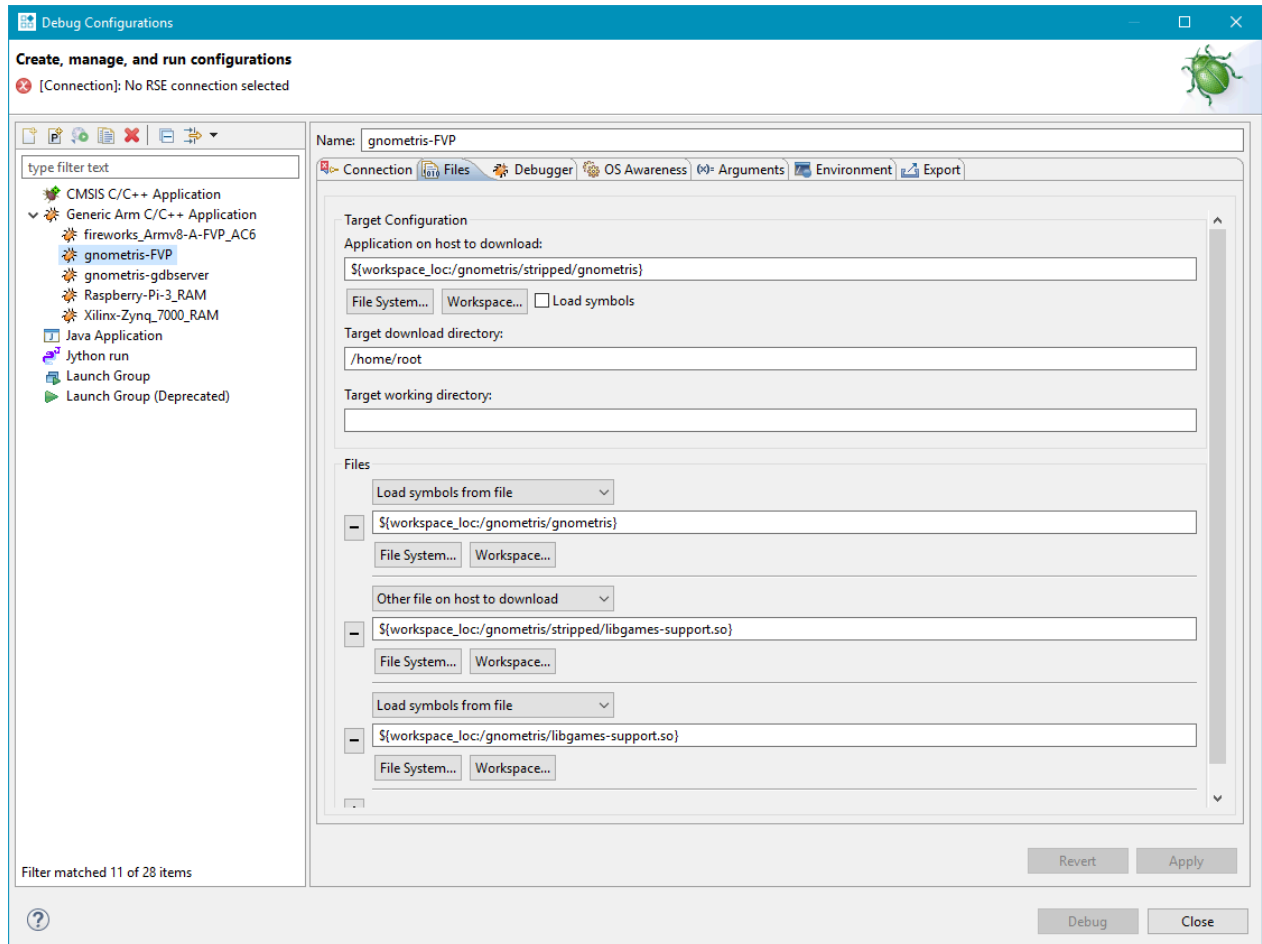 Debug Configurations
Create, manage, and run configurations
[Connection]: No RSE connection selected
type filter text
CMSIS C/C++ Application
Generic Arm C/C++ Application
fireworks_Armv8-A-FVP_AC6
gnometris-FVP
gnometris-gdbserver
Raspberry-Pi-3_RAM
Xilinx-Zynq_7000_RAM
Java Application
Jython run
Launch Group
Launch Group (Deprecated)
Filter matched 11 of 28 items
Name: gnometris-FVP
Connection Files Debugger OS Awareness (x)= Arguments Environment Export
Target Configuration
Application on host to download:
${workspace_loc:/gnometris/stripped/gnometris}
File System... Workspace... Load symbols
Target download directory:
/home/root
Target working directory:
Files
Load symbols from file
${workspace_loc:/gnometris/gnometris}
File System... Workspace...
Other file on host to download
${workspace_loc:/gnometris/stripped/libgames-support.so}
File System... Workspace...
Load symbols from file
${workspace_loc:/gnometris/libgames-support.so}
File System... Workspace...
Revert Apply
Debug Close